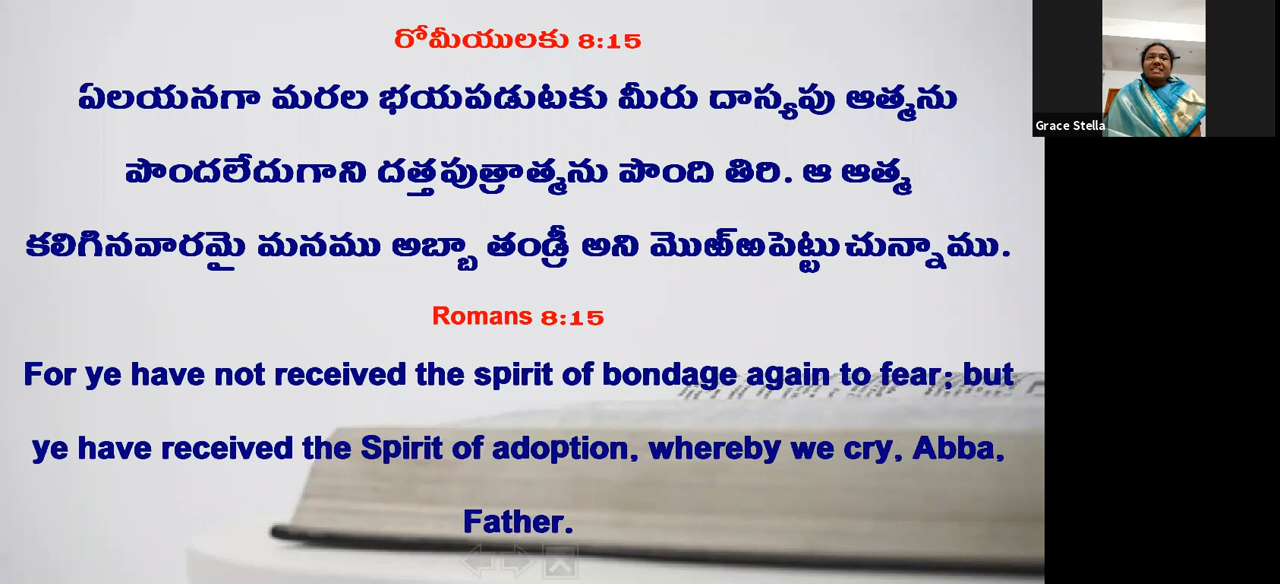 రోమీయులకు 8:15
ఏలయనగా మరల భయపడుటకు మీరు దాస్యపు ఆత్మను
పొందలేదుగాని దత్తపుత్రాత్మను పొంది తిరి. ఆ ఆత్మ
కలిగినవారమై మనము అబ్బా తండ్రీ అని మొఱ్ఱపెట్టు చున్నాము.
Romans 8:15
For ye have not received the spirit of bondage again to fear; but
ye have received the Spirit of adoption, whereby we cry, Abba,
Father.
Grace Stella